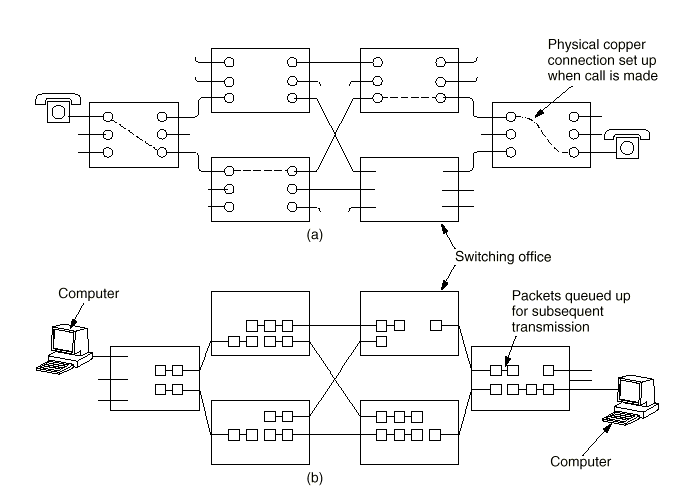 Physical copper
connection set up
when call is made
(a)
Switching office
Computer
Packets queued up
for subsequent
transmission
Computer
(b)